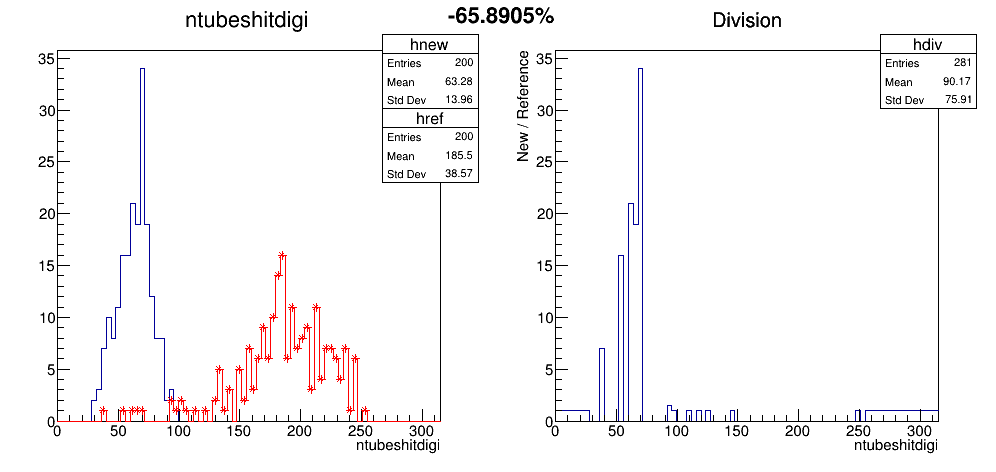 -65.8905%
ntubeshitdigi
hnew
Entries 200
Mean 63.28
Std Dev 13.96
href
Entries 200
Mean 185.5
Std Dev 38.57
35
30
25
20
15
10
5
0
0 50 100 150 200 250 300
ntubeshitdigi
Division
hdiv
Entries 281
Mean 90.17
Std Dev 75.91
New / Reference
35
30
25
20
15
10
5
0
0 50 100 150 200 250 300
ntubeshitdigi